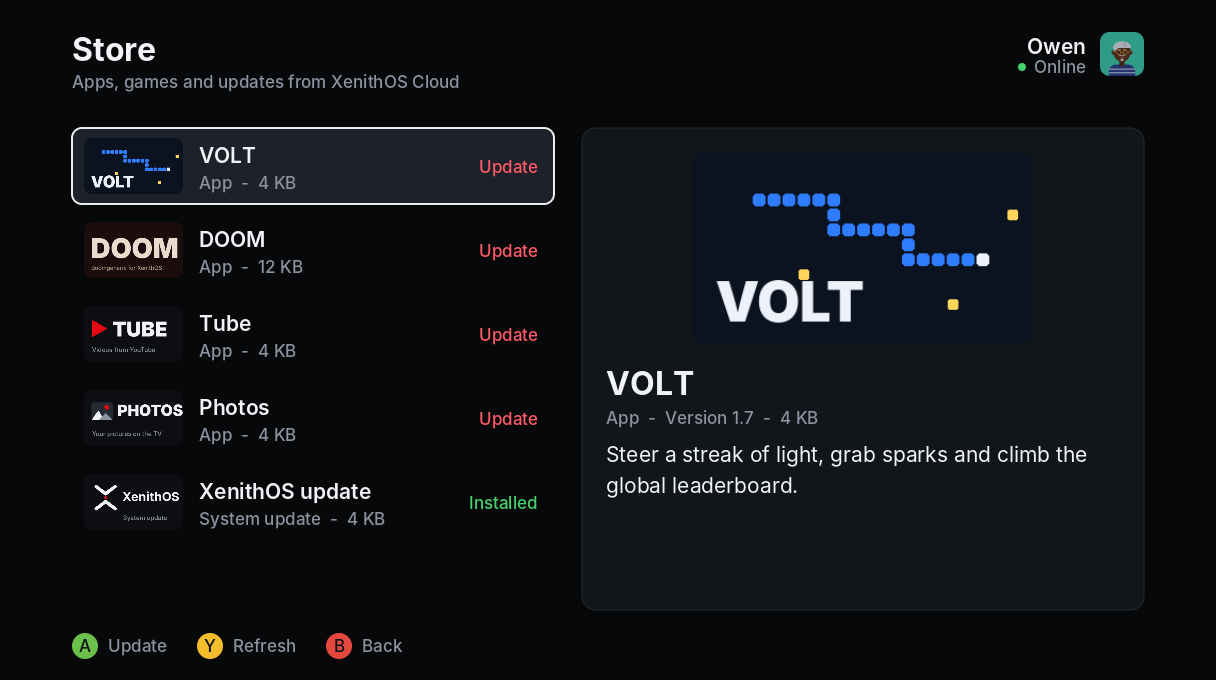 Store
Apps, games and updates from XenithOS Cloud
Owen
Online
VOLT
VOLT
App - 4 KB
Update
DOOM
doomgeneric for XenithOS
DOOM
App - 12 KB
Update
TUBE
Videos from YouTube
Tube
App - 4 KB
Update
PHOTOS
Your pictures on the TV
Photos
App - 4 KB
Update
XenithOS
System update
XenithOS update
System update - 4 KB
Installed
VOLT
VOLT
App - Version 1.7 - 4 KB
Steer a streak of light, grab sparks and climb the
global leaderboard.
A Update
Y Refresh
B Back